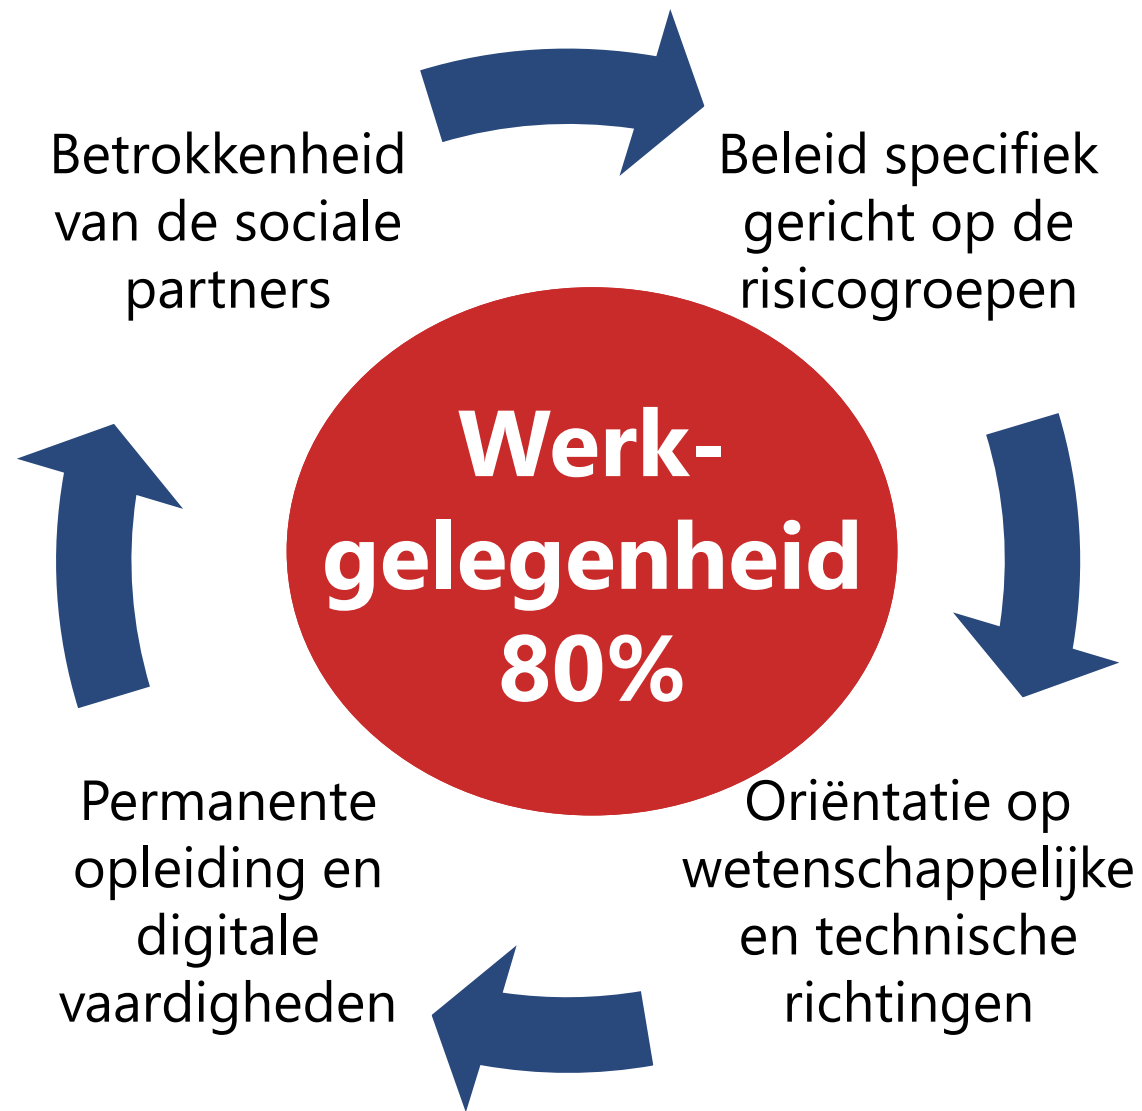 Betrokkenheid
van de sociale
partners
Beleid specifiek
gericht op de
risicogroepen
Werk-
gelegenheid
80%
Permanente
opleiding en
digitale
vaardigheden
Oriëntatie op
wetenschappelijke
en technische
richtingen